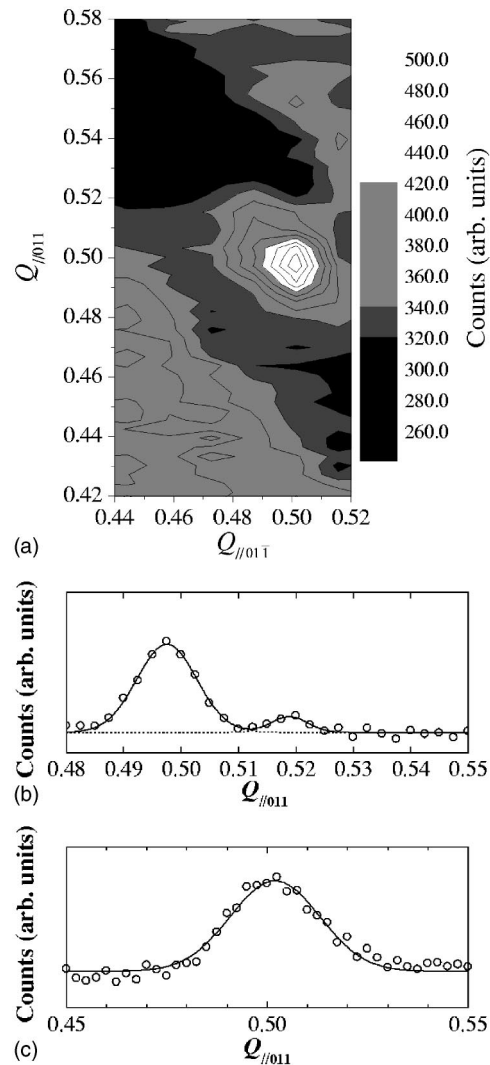 0.58
0.56
0.54
0.52
0.50
0.48
0.46
0.44
0.42
Q//011
0.44 0.46 0.48 0.50 0.52
Q//011̅
(a)
500.0
480.0
460.0
440.0
420.0
400.0
380.0
360.0
340.0
320.0
300.0
280.0
260.0
Counts (arb. units)
Counts (arb. units)
0.48 0.49 0.50 0.51 0.52 0.53 0.54 0.55
Q//011
(b)
Counts (arb. units)
0.45 0.50 0.55
Q//011
(c)